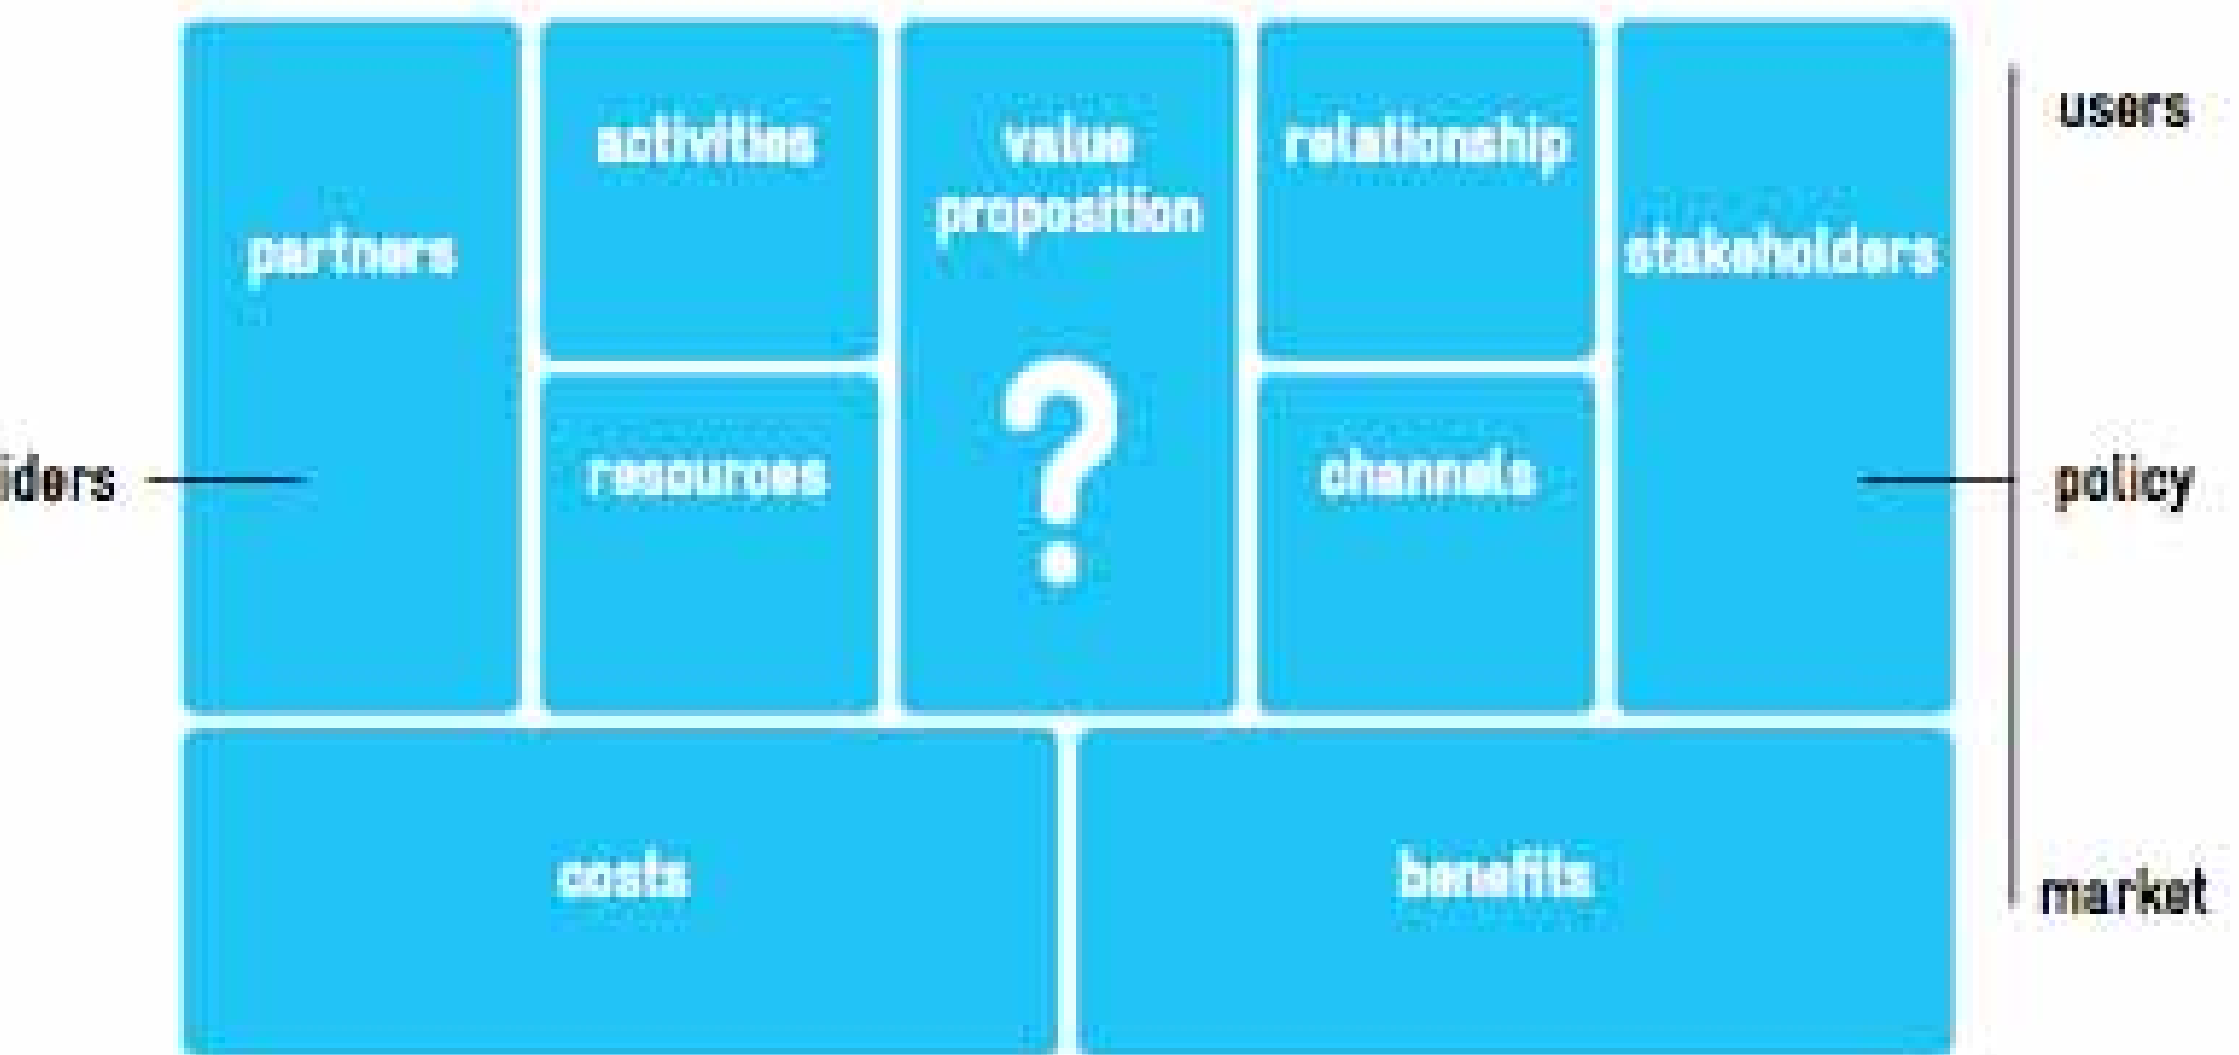 partners
activities
resources
value
proposition
?
relationship
channels
stakeholders
costs
benefits
iders
users
policy
market